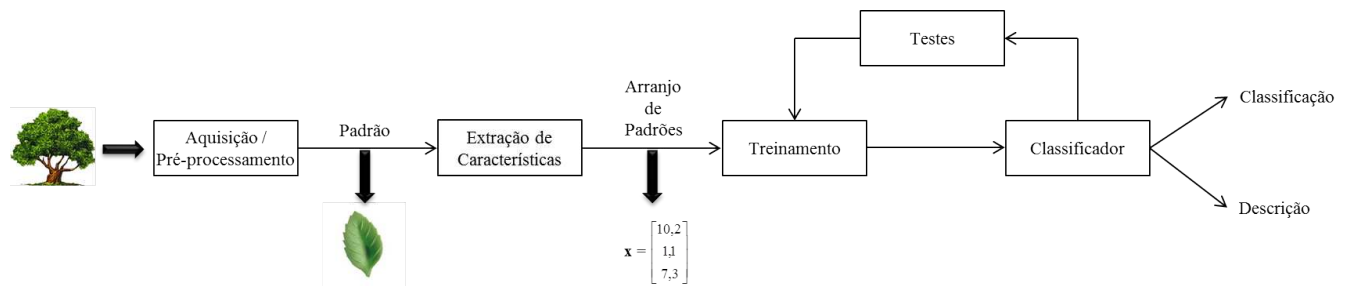 Testes
Arranjo
de
Padrões
Classificação
Aquisição /
Pré-processamento
Padrão
Extração de
Características
Treinamento
Classificador
Descrição
x = [10,2
1,1
7,3]